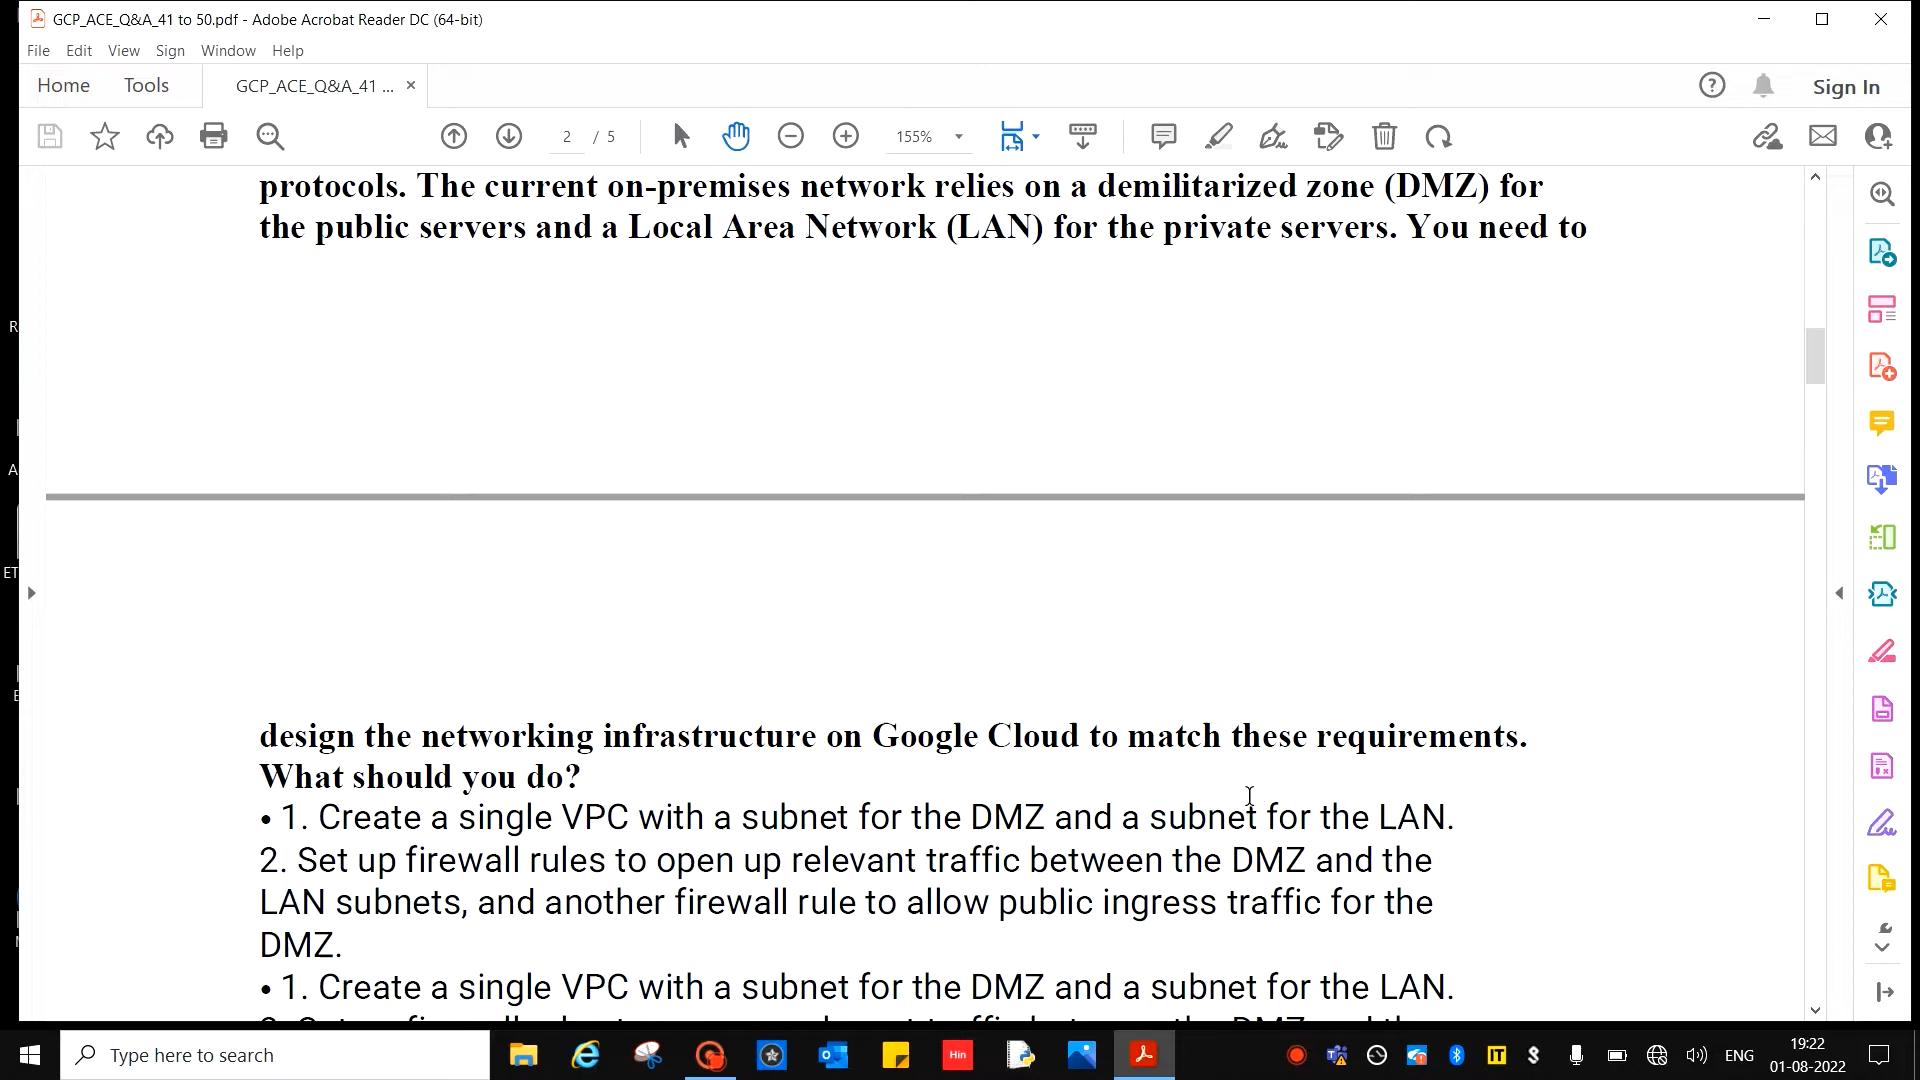 GCP_ACE_Q&A_41 to 50.pdf - Adobe Acrobat Reader DC (64-bit)
File Edit View Sign Window Help
Home Tools GCP_ACE_Q&A_41 ... Sign In
2 / 5 155%
protocols. The current on-premises network relies on a demilitarized zone (DMZ) for
the public servers and a Local Area Network (LAN) for the private servers. You need to
design the networking infrastructure on Google Cloud to match these requirements.
What should you do?
• 1. Create a single VPC with a subnet for the DMZ and a subnet for the LAN.
2. Set up firewall rules to open up relevant traffic between the DMZ and the
LAN subnets, and another firewall rule to allow public ingress traffic for the
DMZ.
• 1. Create a single VPC with a subnet for the DMZ and a subnet for the LAN.
Type here to search
Hin
ENG
19:22
01-08-2022